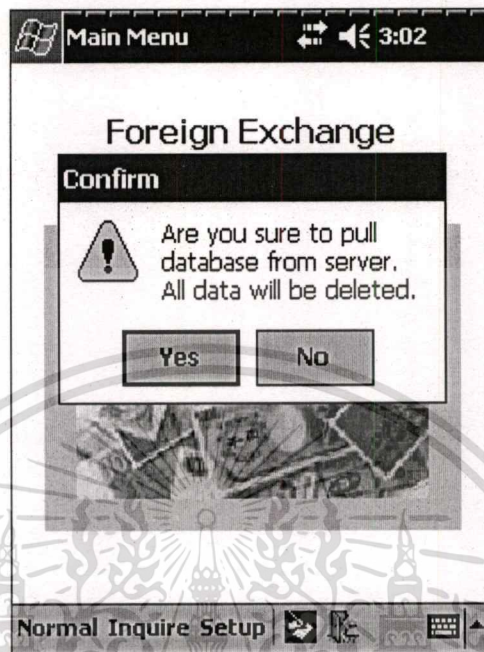 Main Menu 3:02
Foreign Exchange
Confirm
Are you sure to pull
database from server.
All data will be deleted.
Yes No
Normal Inquire Setup